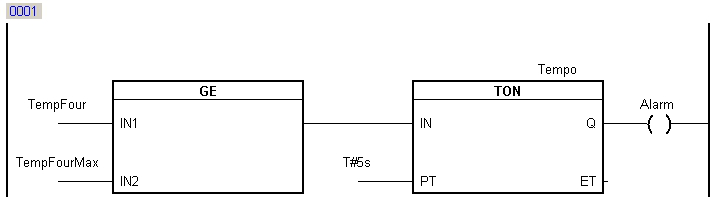 0001
Tempo
GE
TON
TempFour
Alarm
IN1
IN
Q
TempFourMax
T#5s
IN2
PT
ET